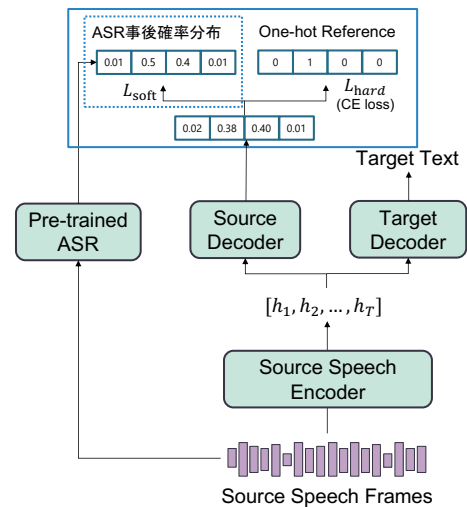 ASR事後確率分布 One-hot Reference
0.01 0.5 0.4 0.01 0 1 0 0
L_soft L_hard
(CE loss)
0.02 0.38 0.40 0.01
Target Text
Pre-trained
ASR
Source
Decoder
Target
Decoder
[h_1, h_2, ..., h_T]
Source Speech
Encoder
Source Speech Frames